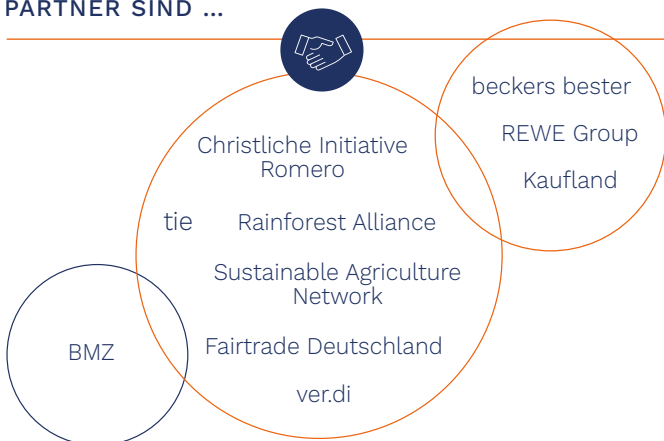 PARTNER SIND ...
beckers bester
REWE Group
Kaufland
Christliche Initiative
Romero
tie
Rainforest Alliance
Sustainable Agriculture
Network
Fairtrade Deutschland
ver.di
BMZ